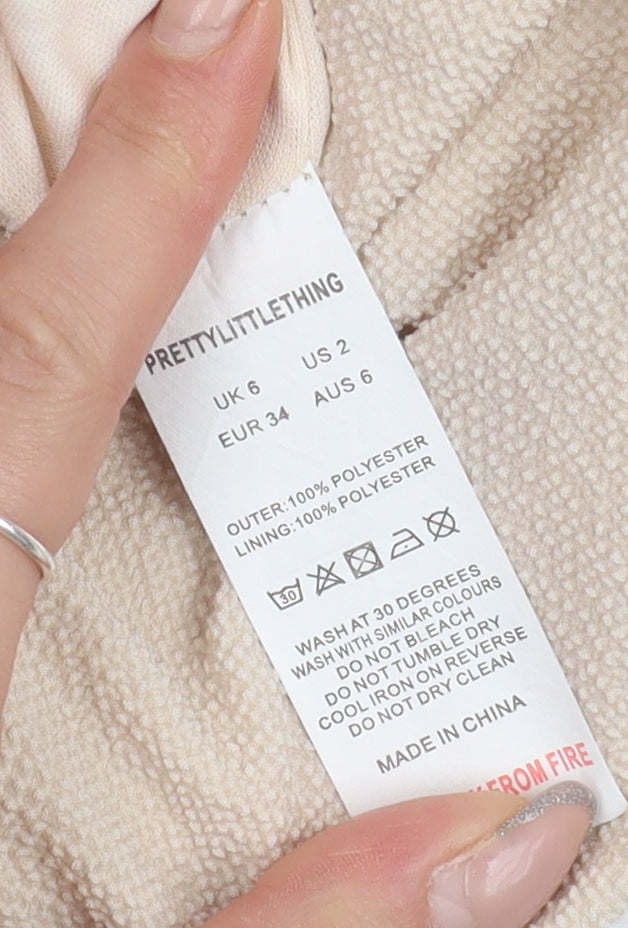 PRETTYLITTLETHING
UK 6 US 2
EUR 34 AUS 6
OUTER:100% POLYESTER
LINING:100% POLYESTER
30
WASH AT 30 DEGREES
WASH WITH SIMILAR COLOURS
DO NOT BLEACH
DO NOT TUMBLE DRY
COOL IRON ON REVERSE
DO NOT DRY CLEAN
MADE IN CHINA
FROM FIRE